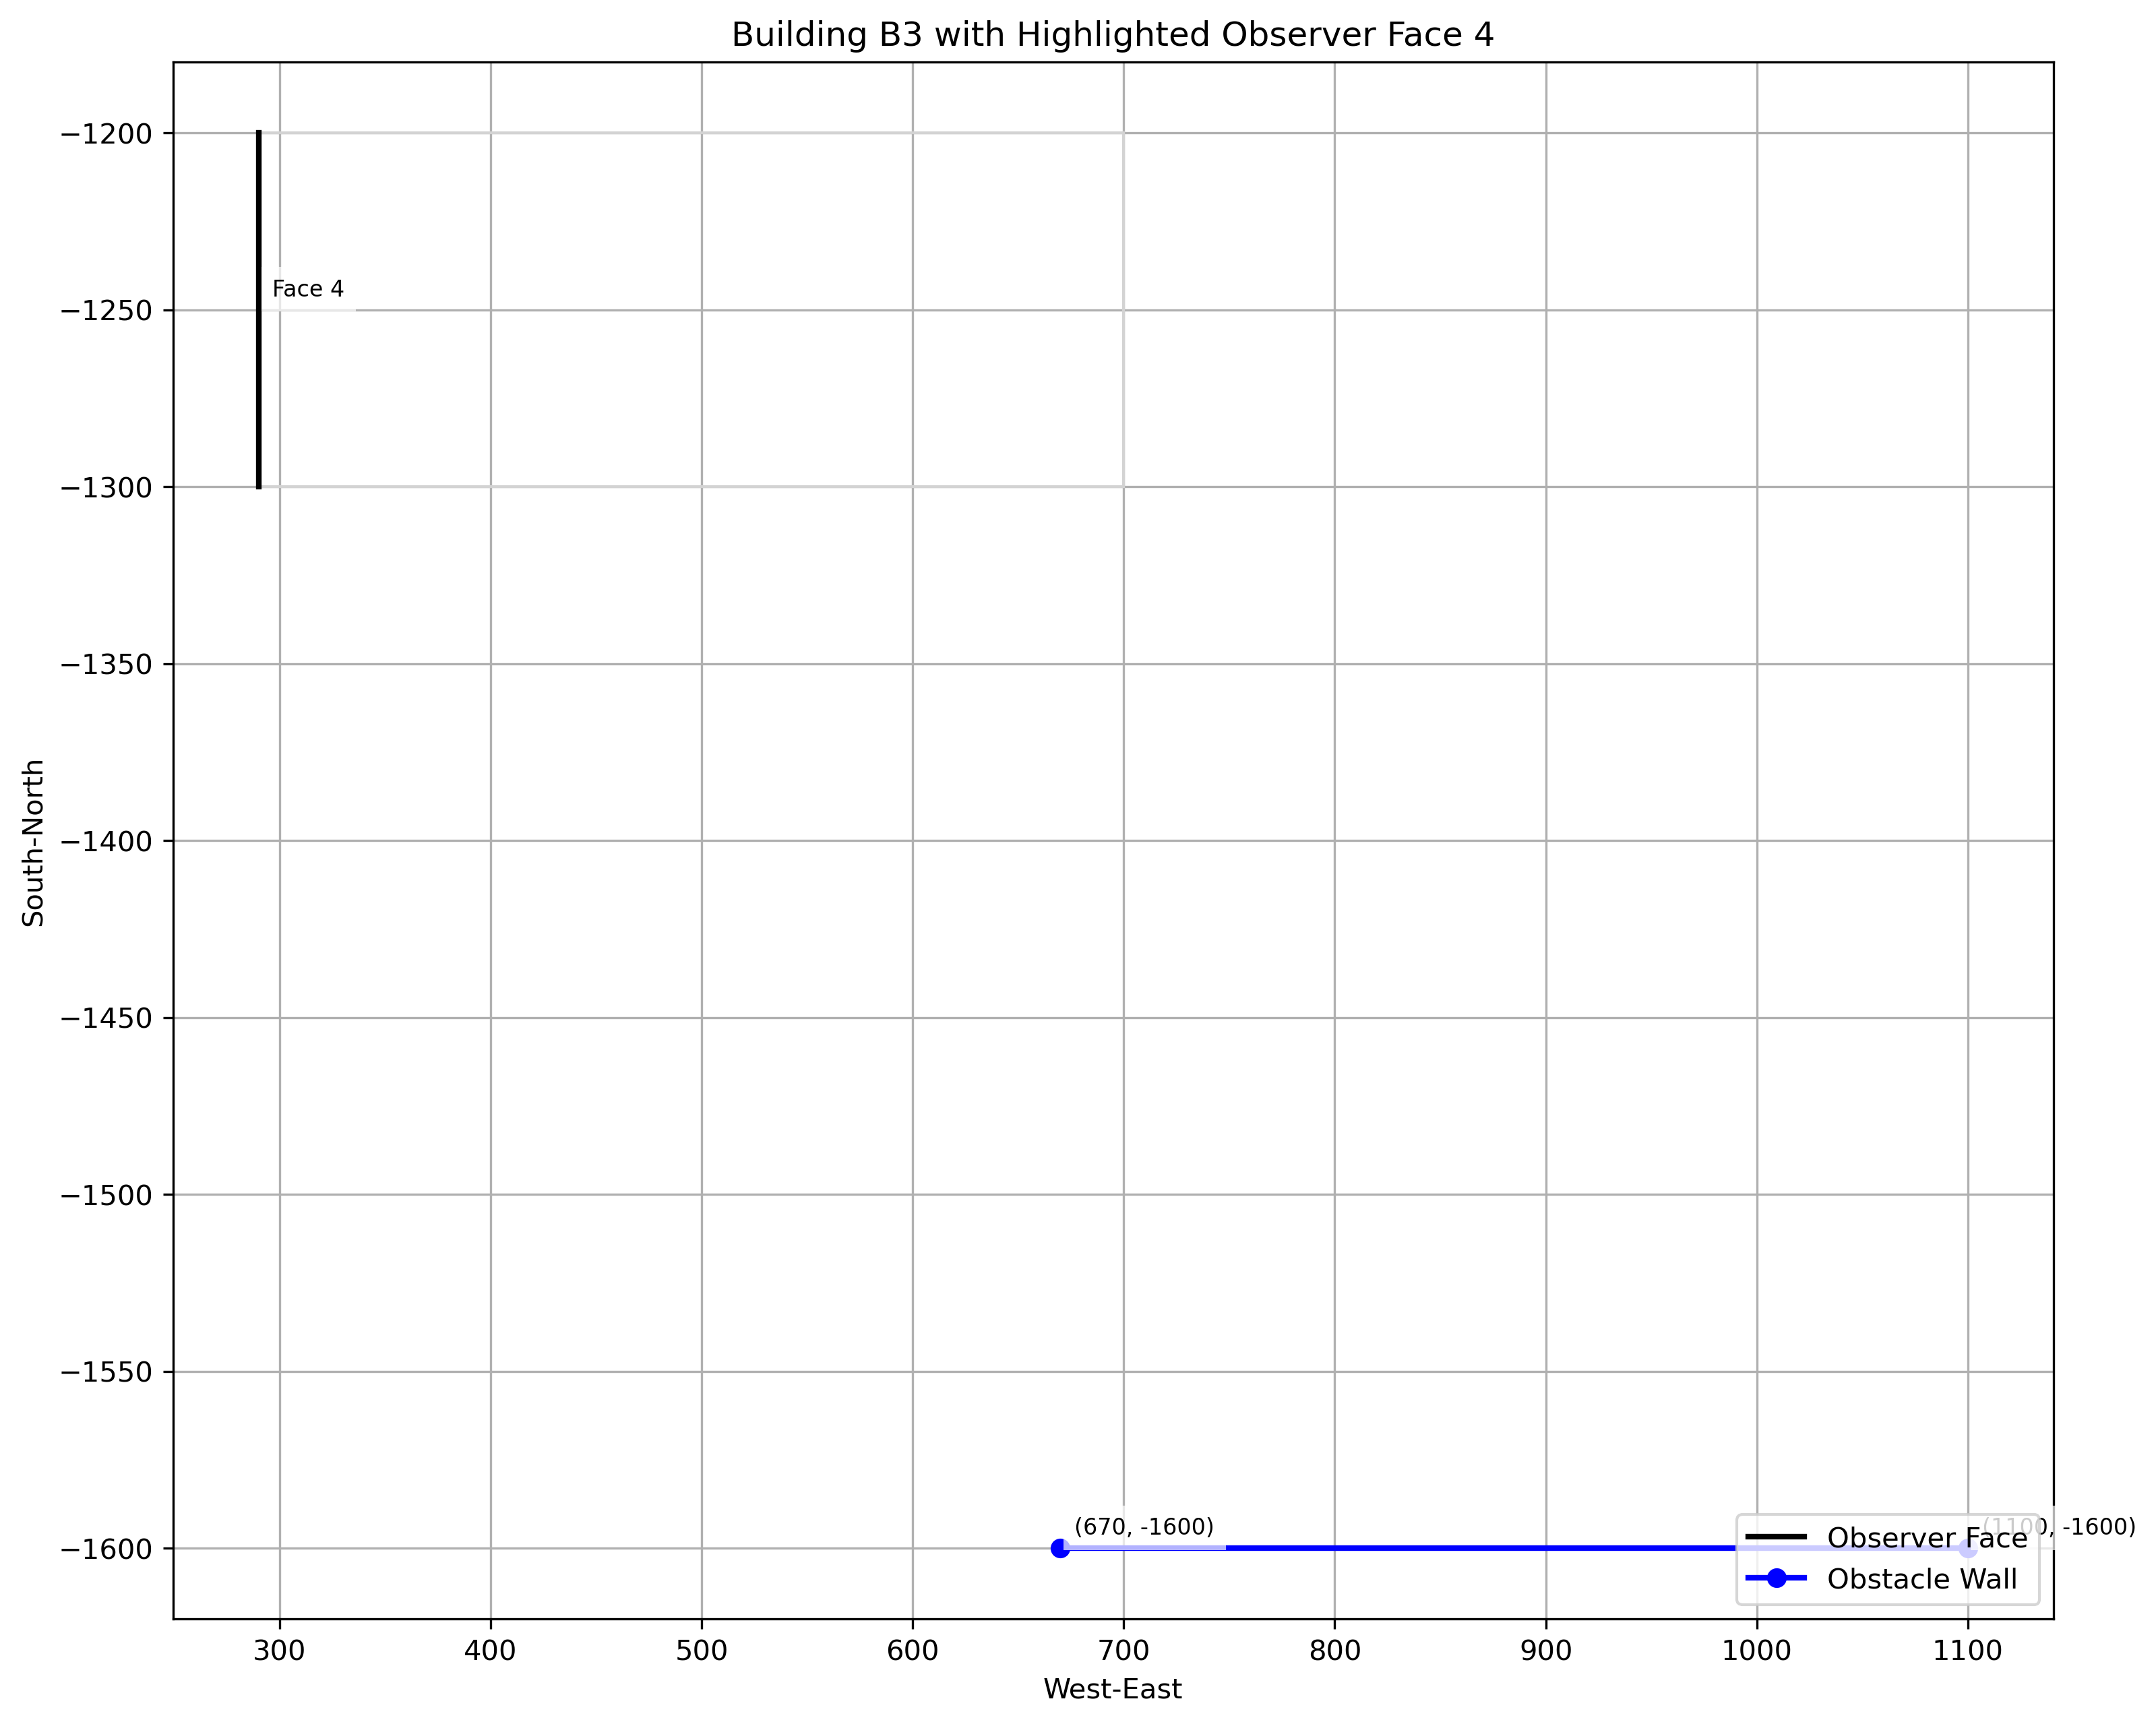 Building B3 with Highlighted Observer Face 4
−1200
Face 4
−1250
−1300
−1350
−1400
South-North
−1450
−1500
−1550
(670, -1600)
(1100, -1600)
−1600
Observer Face
Obstacle Wall
300 400 500 600 700 800 900 1000 1100
West-East